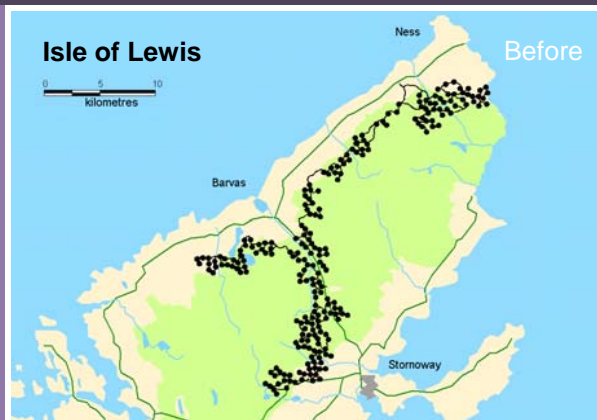 Isle of Lewis
Before
Ness
0 5 10
kilometres
Barvas
Stornoway